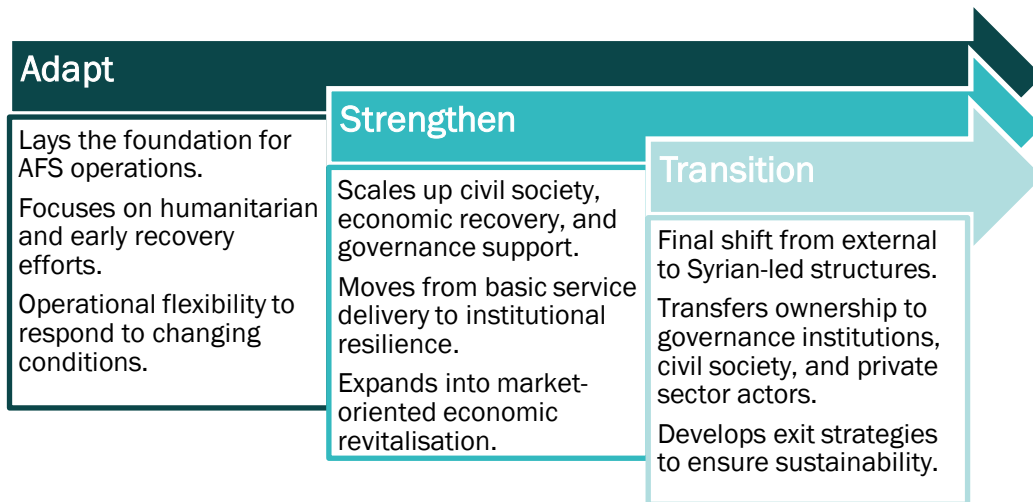 Adapt
Lays the foundation for
AFS operations.
Focuses on humanitarian
and early recovery
efforts.
Operational flexibility to
respond to changing
conditions.
Strengthen
Scales up civil society,
economic recovery, and
governance support.
Moves from basic service
delivery to institutional
resilience.
Expands into market-
oriented economic
revitalisation.
Transition
Final shift from external
to Syrian-led structures.
Transfers ownership to
governance institutions,
civil society, and private
sector actors.
Develops exit strategies
to ensure sustainability.